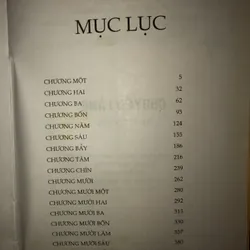 MỤC LỤC
CHƯƠNG MỘT 5
CHƯƠNG HAI 32
CHƯƠNG BA 62
CHƯƠNG BỐN 95
CHƯƠNG NĂM 124
CHƯƠNG SÁU 155
CHƯƠNG BẢY 186
CHƯƠNG TÁM 216
CHƯƠNG CHÍN 239
CHƯƠNG MƯỜI 262
CHƯƠNG MƯỜI MỘT 290
CHƯƠNG MƯỜI HAI 292
CHƯƠNG MƯỜI BA
CHƯƠNG MƯỜI BỐN
CHƯƠNG MƯỜI LĂM
CHƯƠNG MƯỜI SÁU